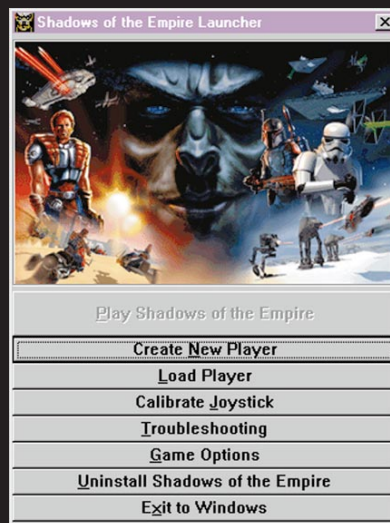 Shadows of the Empire Launcher
Play Shadows of the Empire
Create New Player
Load Player
Calibrate Joystick
Troubleshooting
Game Options
Uninstall Shadows of the Empire
Exit to Windows